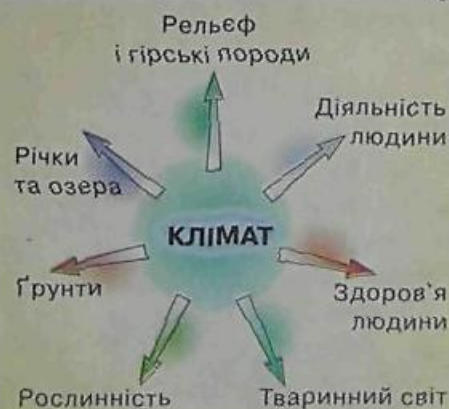 Рельєф
і гірські породи
Діяльність
людини
Річки
та озера
КЛІМАТ
Ґрунти
Здоров'я
людини
Рослинність
Тваринний світ